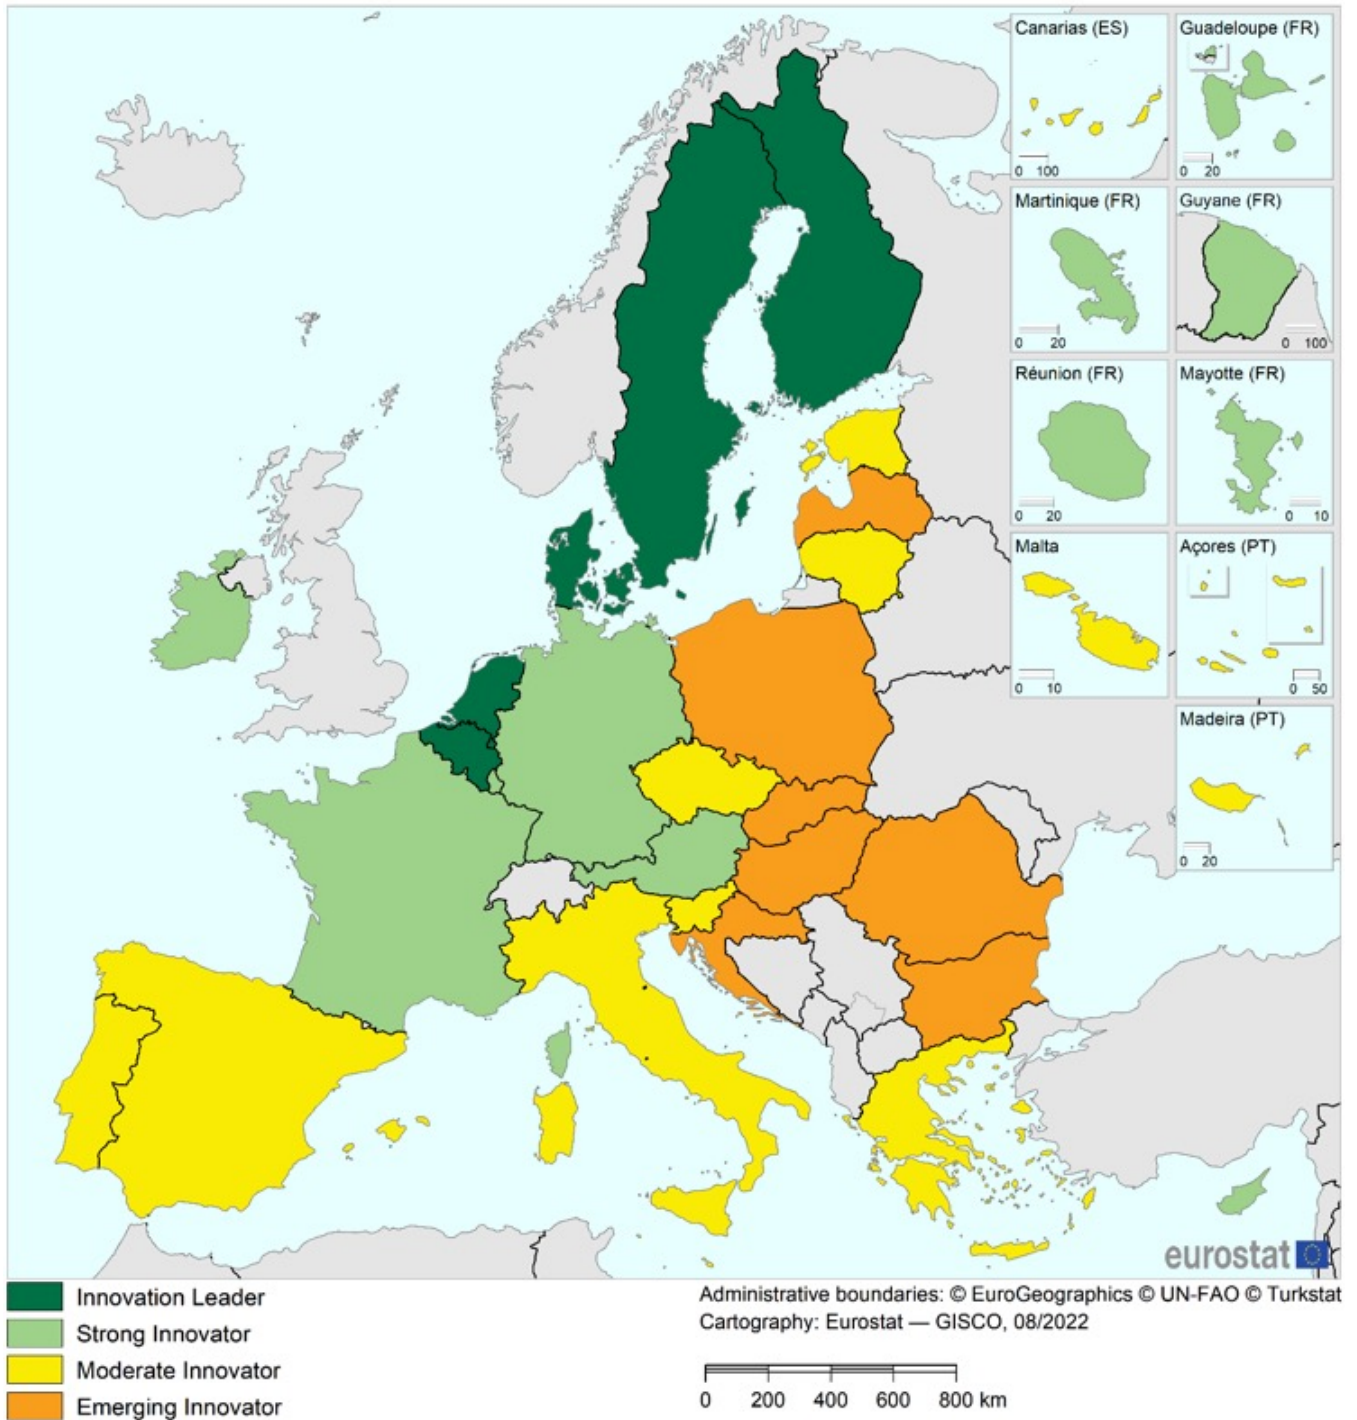 Canarias (ES)
0 100
Guadeloupe (FR)
0 20
Martinique (FR)
0 20
Guyane (FR)
0 100
Réunion (FR)
0 20
Mayotte (FR)
0 10
Malta
0 10
Açores (PT)
0 50
Madeira (PT)
0 20
eurostat
Innovation Leader
Strong Innovator
Moderate Innovator
Emerging Innovator
Administrative boundaries: © EuroGeographics © UN-FAO © Turkstat
Cartography: Eurostat — GISCO, 08/2022
0 200 400 600 800 km